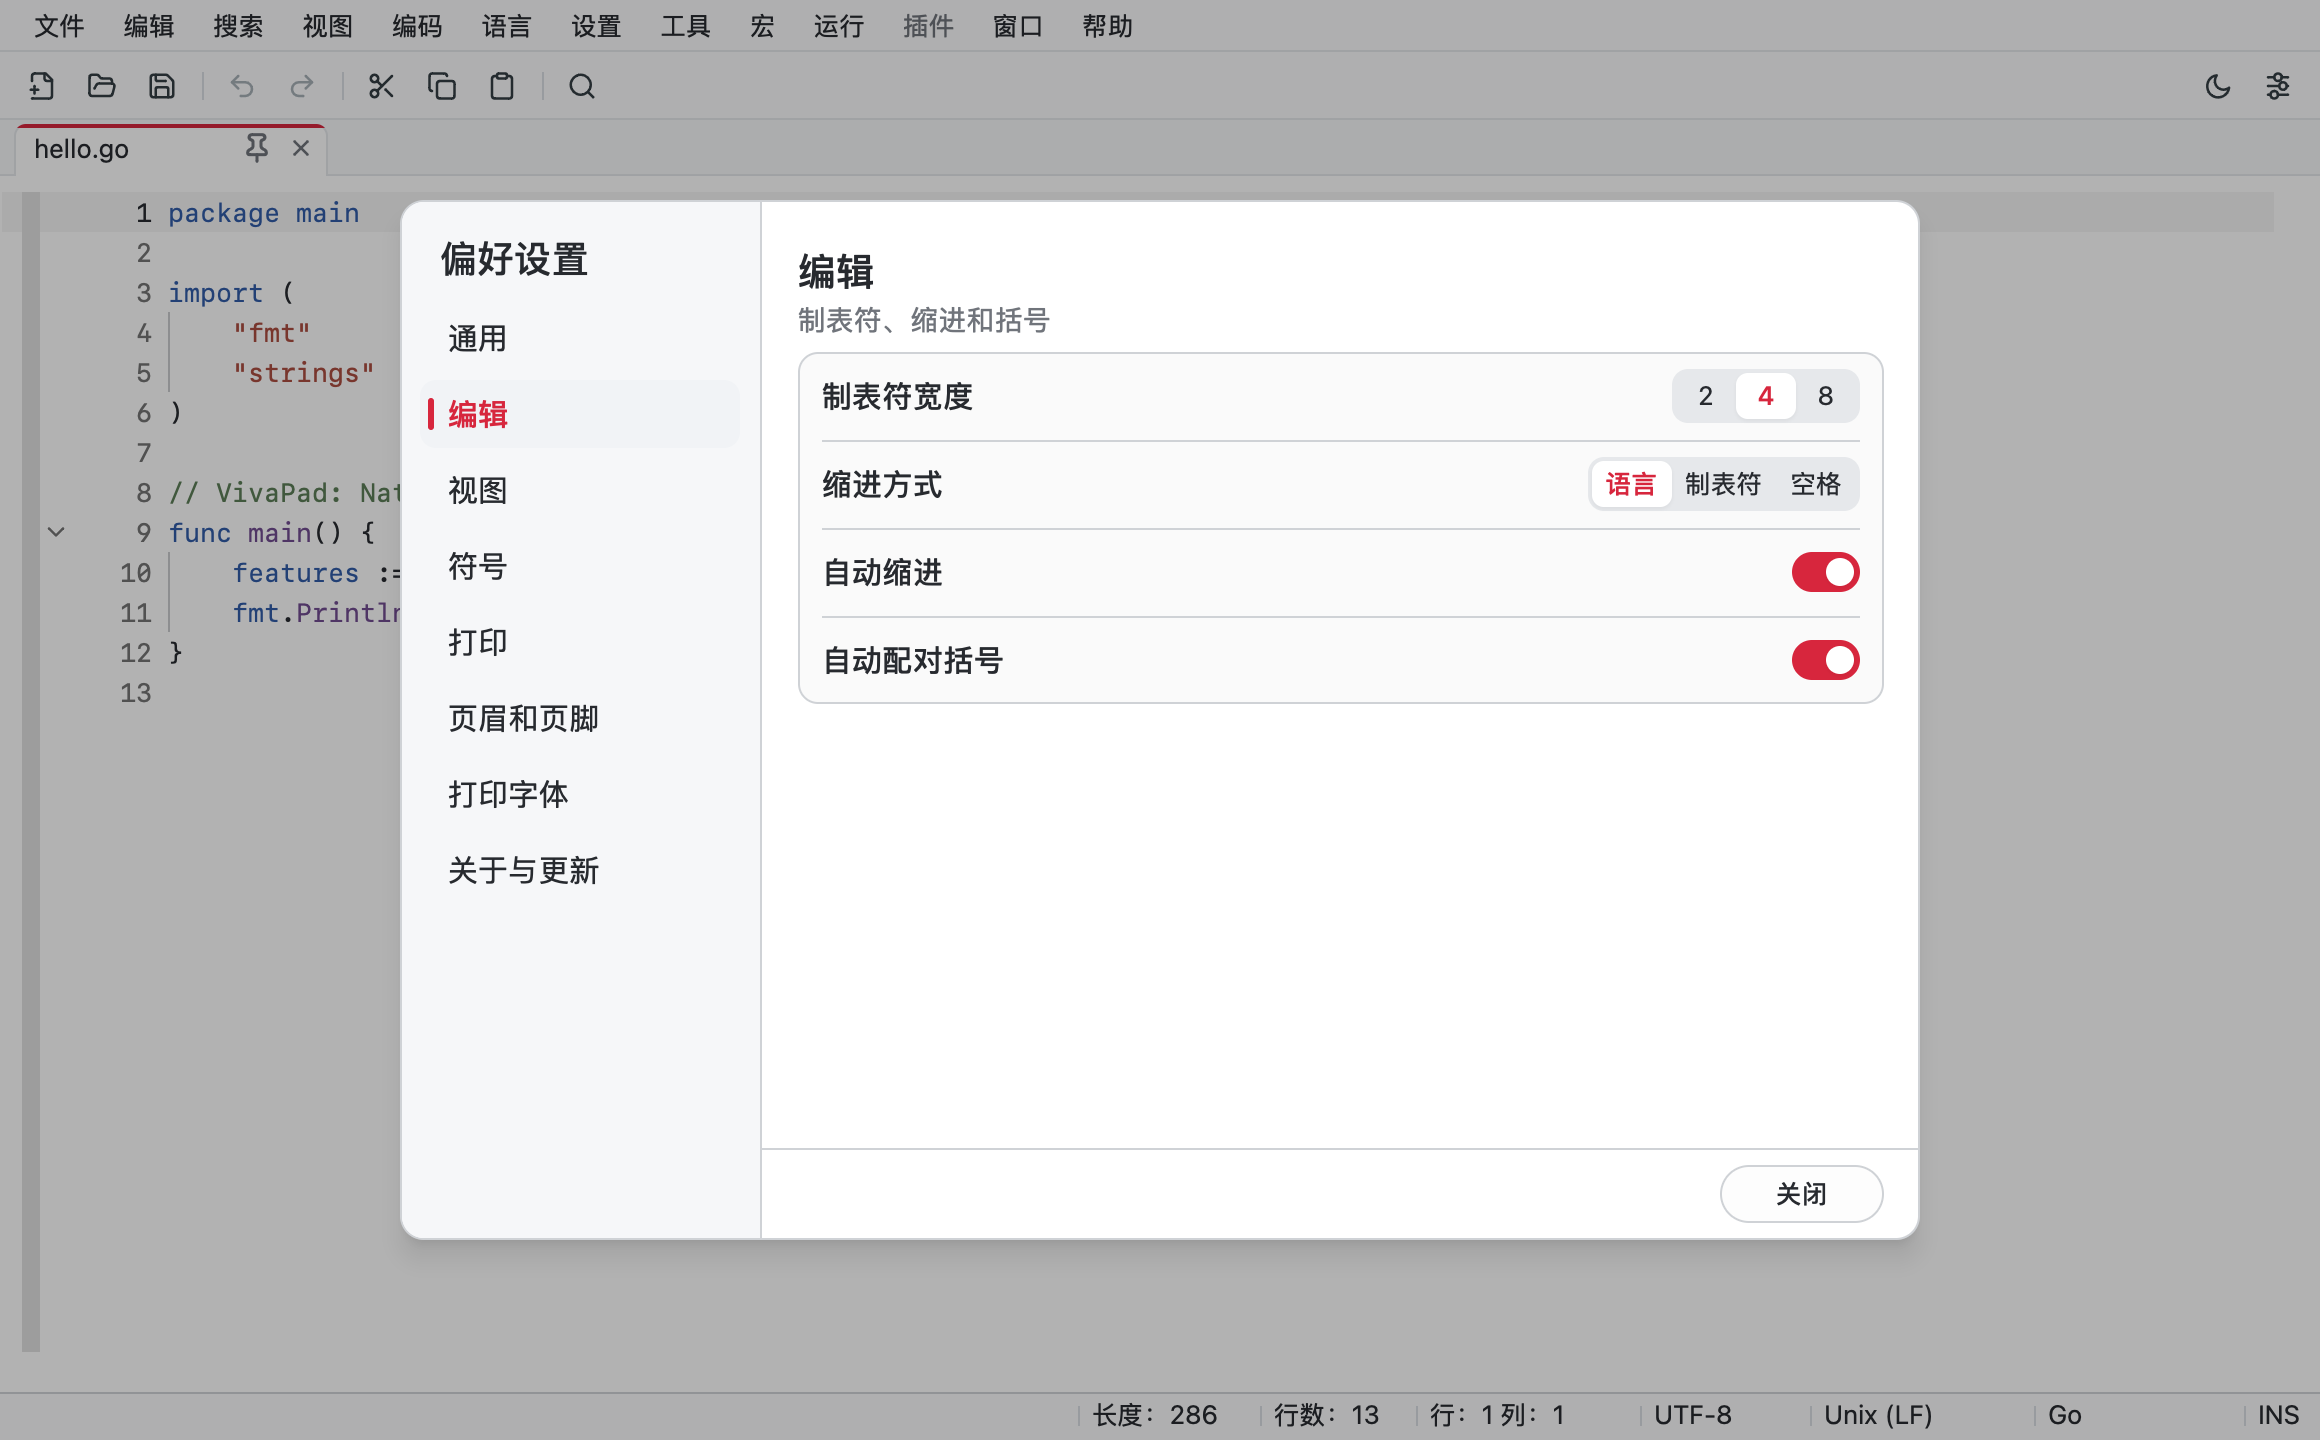 文件 编辑 搜索 视图 编码 语言 设置 工具 宏 运行 插件 窗口 帮助
hello.go
1 package main
2
3 import (
4 "fmt"
5 "strings"
6 )
7
8 // VivaPad: Nat
9 func main() {
10 features :=
11 fmt.Println
12 }
13
偏好设置
通用
编辑
视图
符号
打印
页眉和页脚
打印字体
关于与更新
编辑
制表符、缩进和括号
制表符宽度 2 4 8
缩进方式 语言 制表符 空格
自动缩进
自动配对括号
关闭
长度: 286 行数: 13 行: 1 列: 1 UTF-8 Unix (LF) Go INS